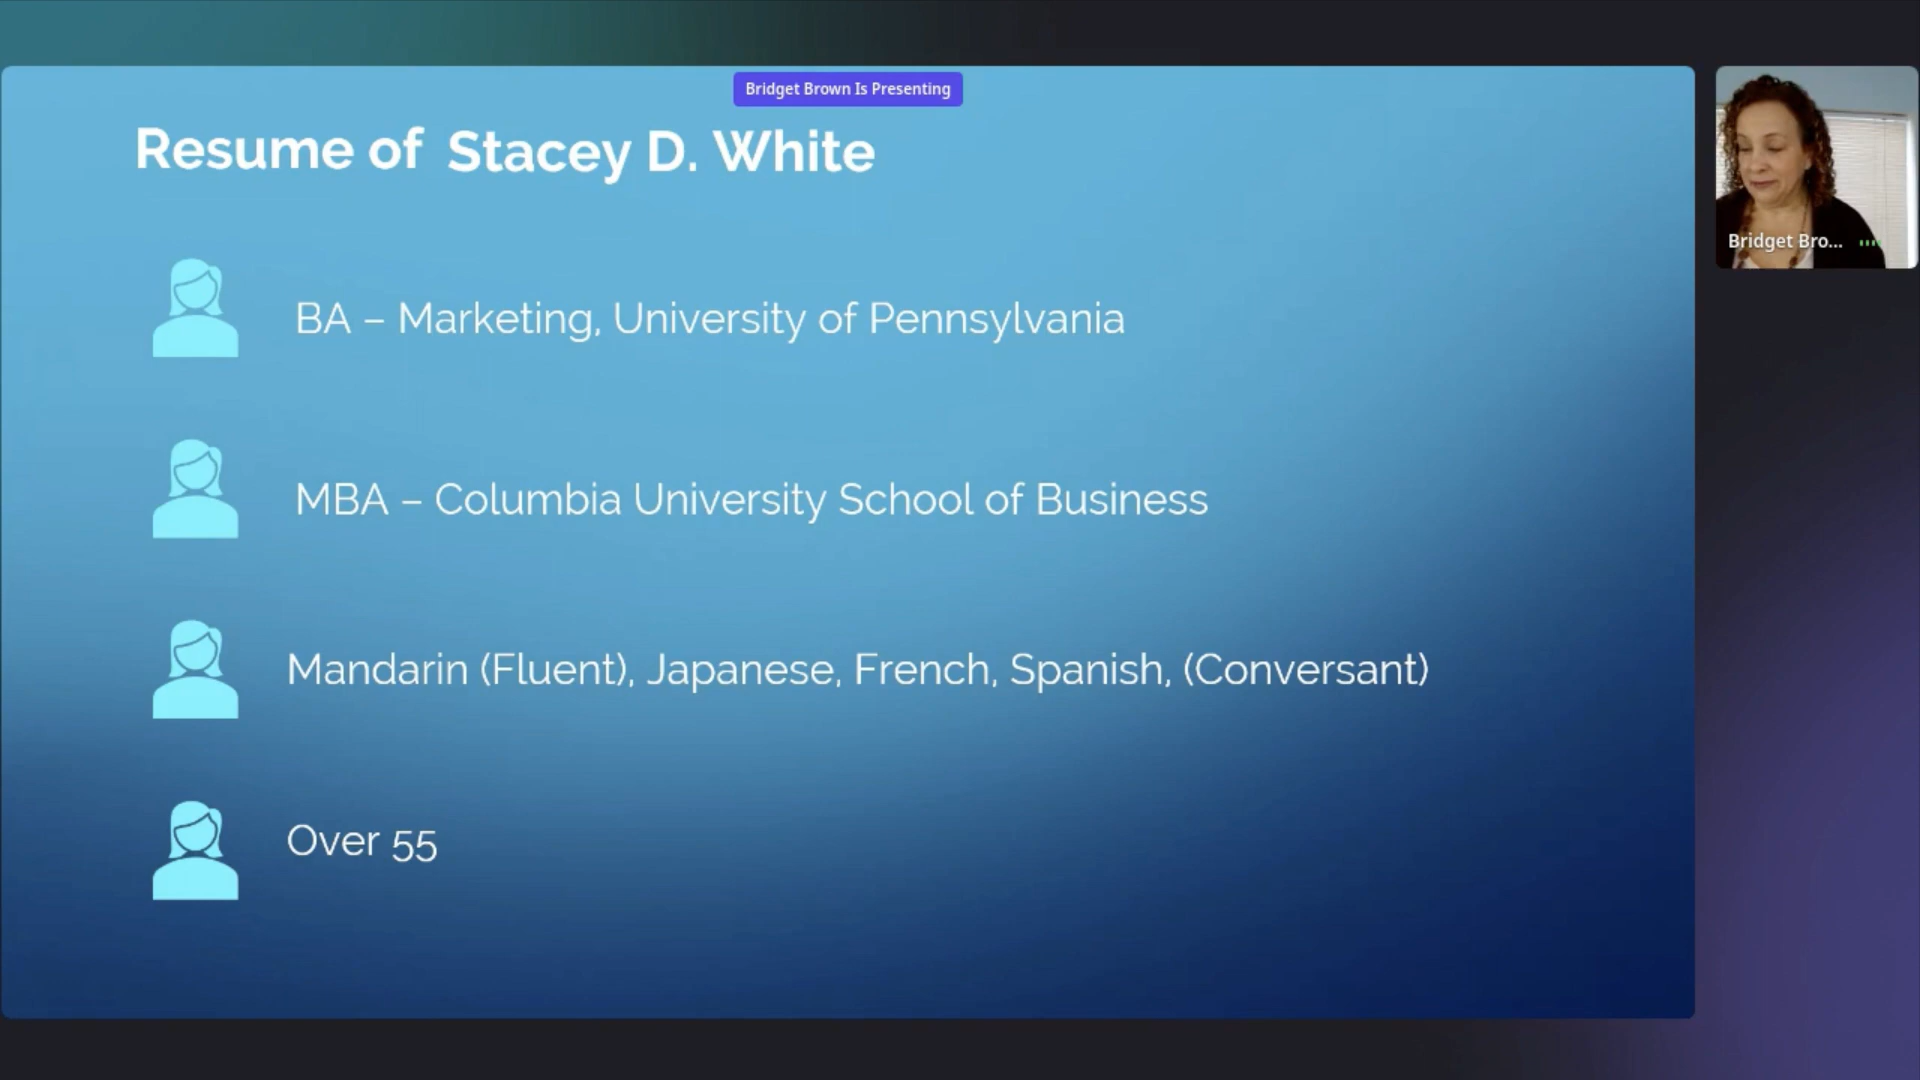 Bridget Brown Is Presenting
Resume of Stacey D. White
BA – Marketing, University of Pennsylvania
MBA – Columbia University School of Business
Mandarin (Fluent), Japanese, French, Spanish, (Conversant)
Over 55
Bridget Bro...